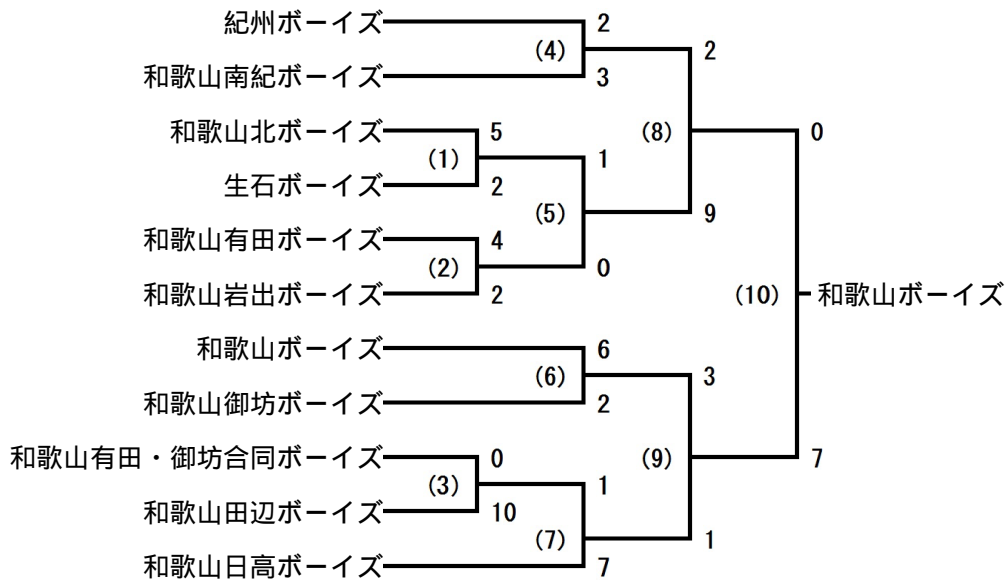 紀州ボーイズ
2
(4)
2
和歌山南紀ボーイズ
3
和歌山北ボーイズ
5
(8)
0
(1)
1
生石ボーイズ
2
(5)
9
和歌山有田ボーイズ
4
(2)
0
和歌山岩出ボーイズ
2
(10)
和歌山ボーイズ
和歌山ボーイズ
6
(6)
3
和歌山御坊ボーイズ
2
和歌山有田・御坊合同ボーイズ
0
(9)
7
(3)
1
和歌山田辺ボーイズ
10
(7)
1
和歌山日高ボーイズ
7